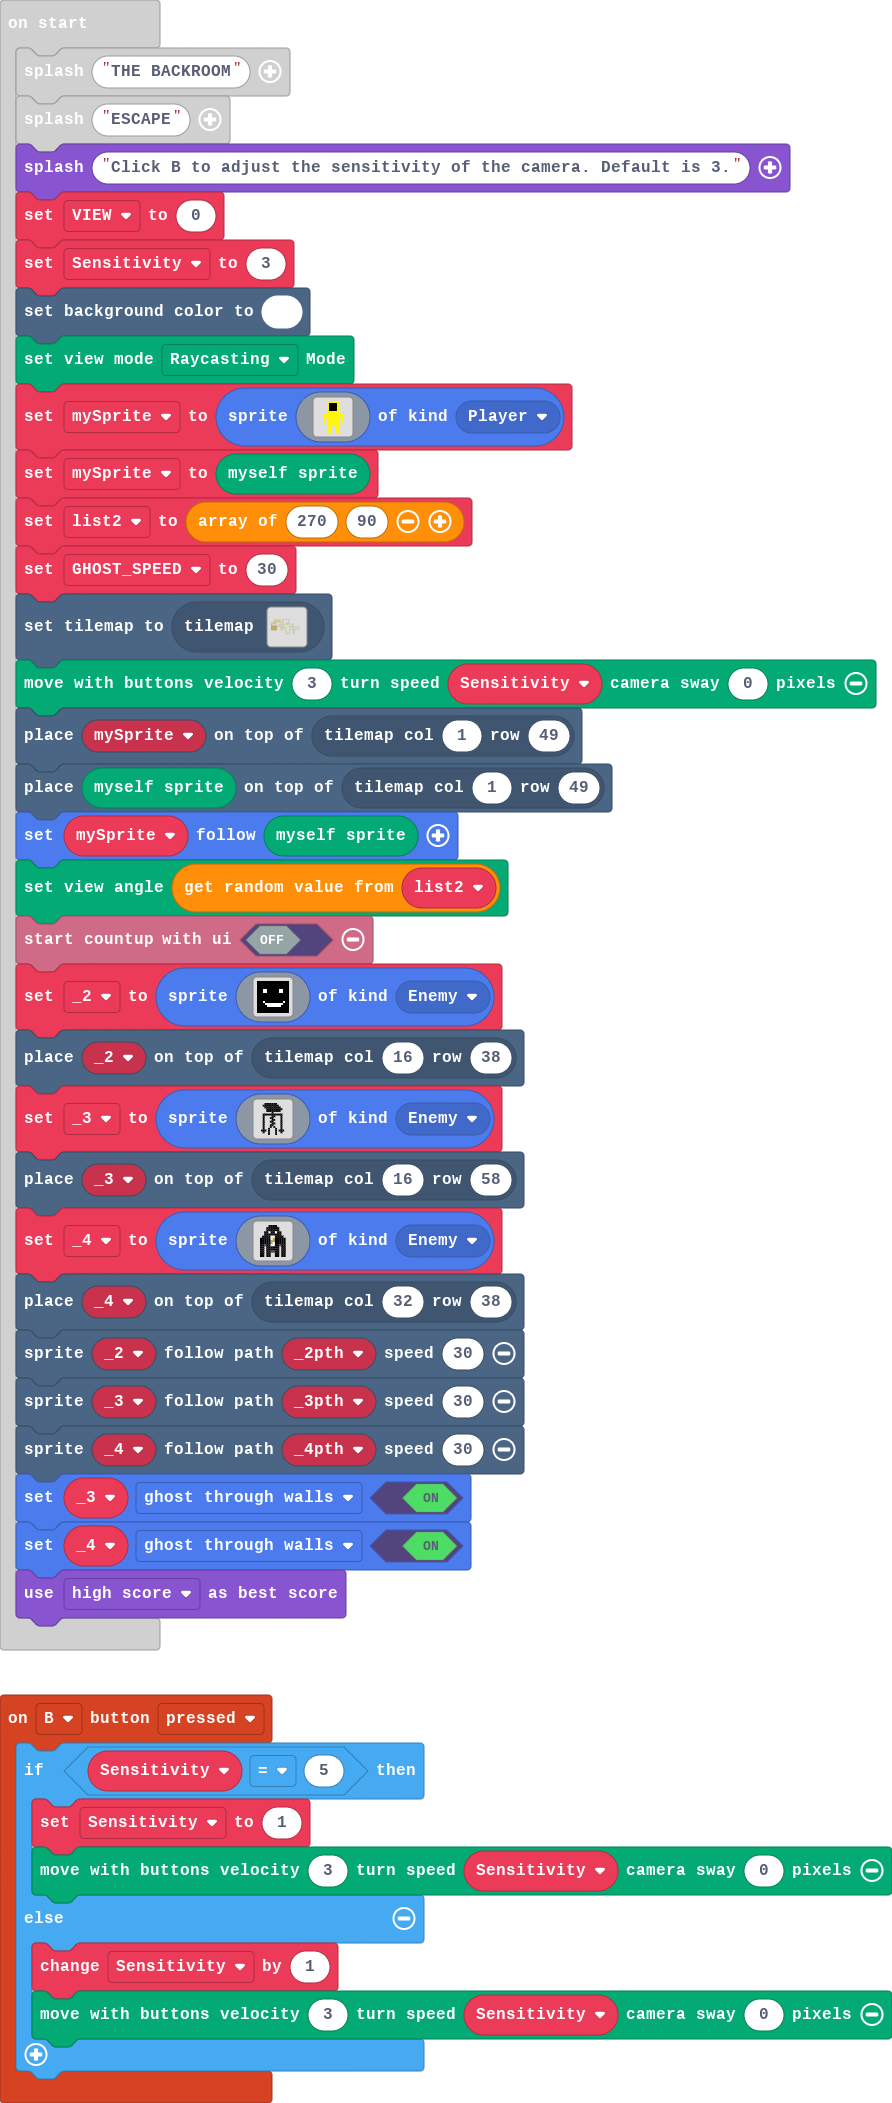 on start
splash "THE BACKROOM"
splash "ESCAPE"
splash "Click B to adjust the sensitivity of the camera. Default is 3."
set VIEW to 0
set Sensitivity to 3
set background color to
set view mode Raycasting Mode
set mySprite to sprite of kind Player
set mySprite to myself sprite
set list2 to array of 270 90
set GHOST_SPEED to 30
set tilemap to tilemap
move with buttons velocity 3 turn speed Sensitivity camera sway 0 pixels
place mySprite on top of tilemap col 1 row 49
place myself sprite on top of tilemap col 1 row 49
set mySprite follow myself sprite
set view angle get random value from list2
start countup with ui OFF
set _2 to sprite of kind Enemy
place _2 on top of tilemap col 16 row 38
set _3 to sprite of kind Enemy
place _3 on top of tilemap col 16 row 58
set _4 to sprite of kind Enemy
place _4 on top of tilemap col 32 row 38
sprite _2 follow path _2pth speed 30
sprite _3 follow path _3pth speed 30
sprite _4 follow path _4pth speed 30
set _3 ghost through walls ON
set _4 ghost through walls ON
use high score as best score
on B button pressed
if Sensitivity = 5 then
set Sensitivity to 1
move with buttons velocity 3 turn speed Sensitivity camera sway 0 pixels
else
change Sensitivity by 1
move with buttons velocity 3 turn speed Sensitivity camera sway 0 pixels